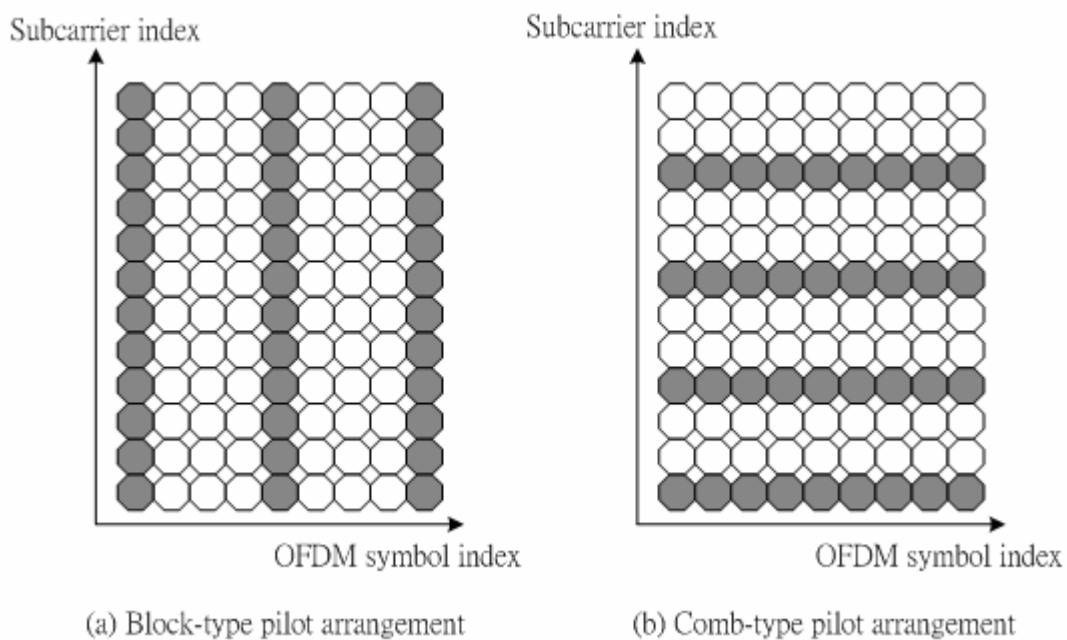 Subcarrier index
Subcarrier index
OFDM symbol index
OFDM symbol index
(a) Block-type pilot arrangement
(b) Comb-type pilot arrangement